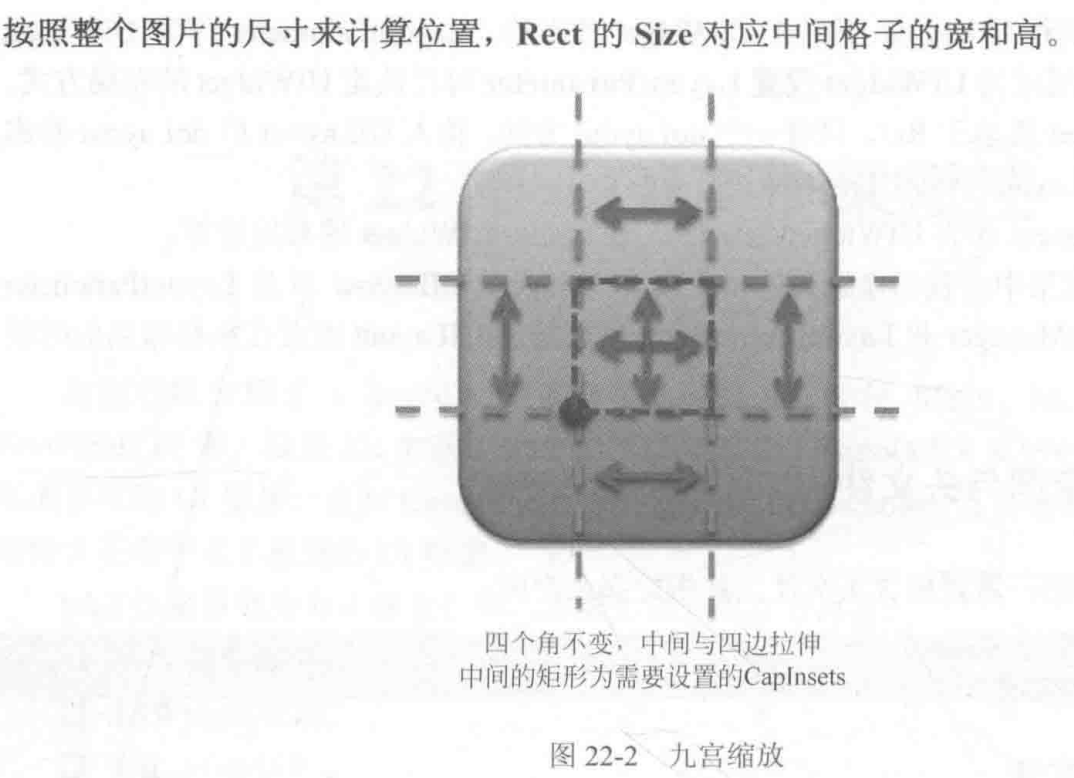 按照整个图片的尺寸来计算位置，Rect 的 Size 对应中间格子的宽和高。
四个角不变，中间与四边拉伸
中间的矩形为需要设置的CapInsets
图 22-2 九宫缩放